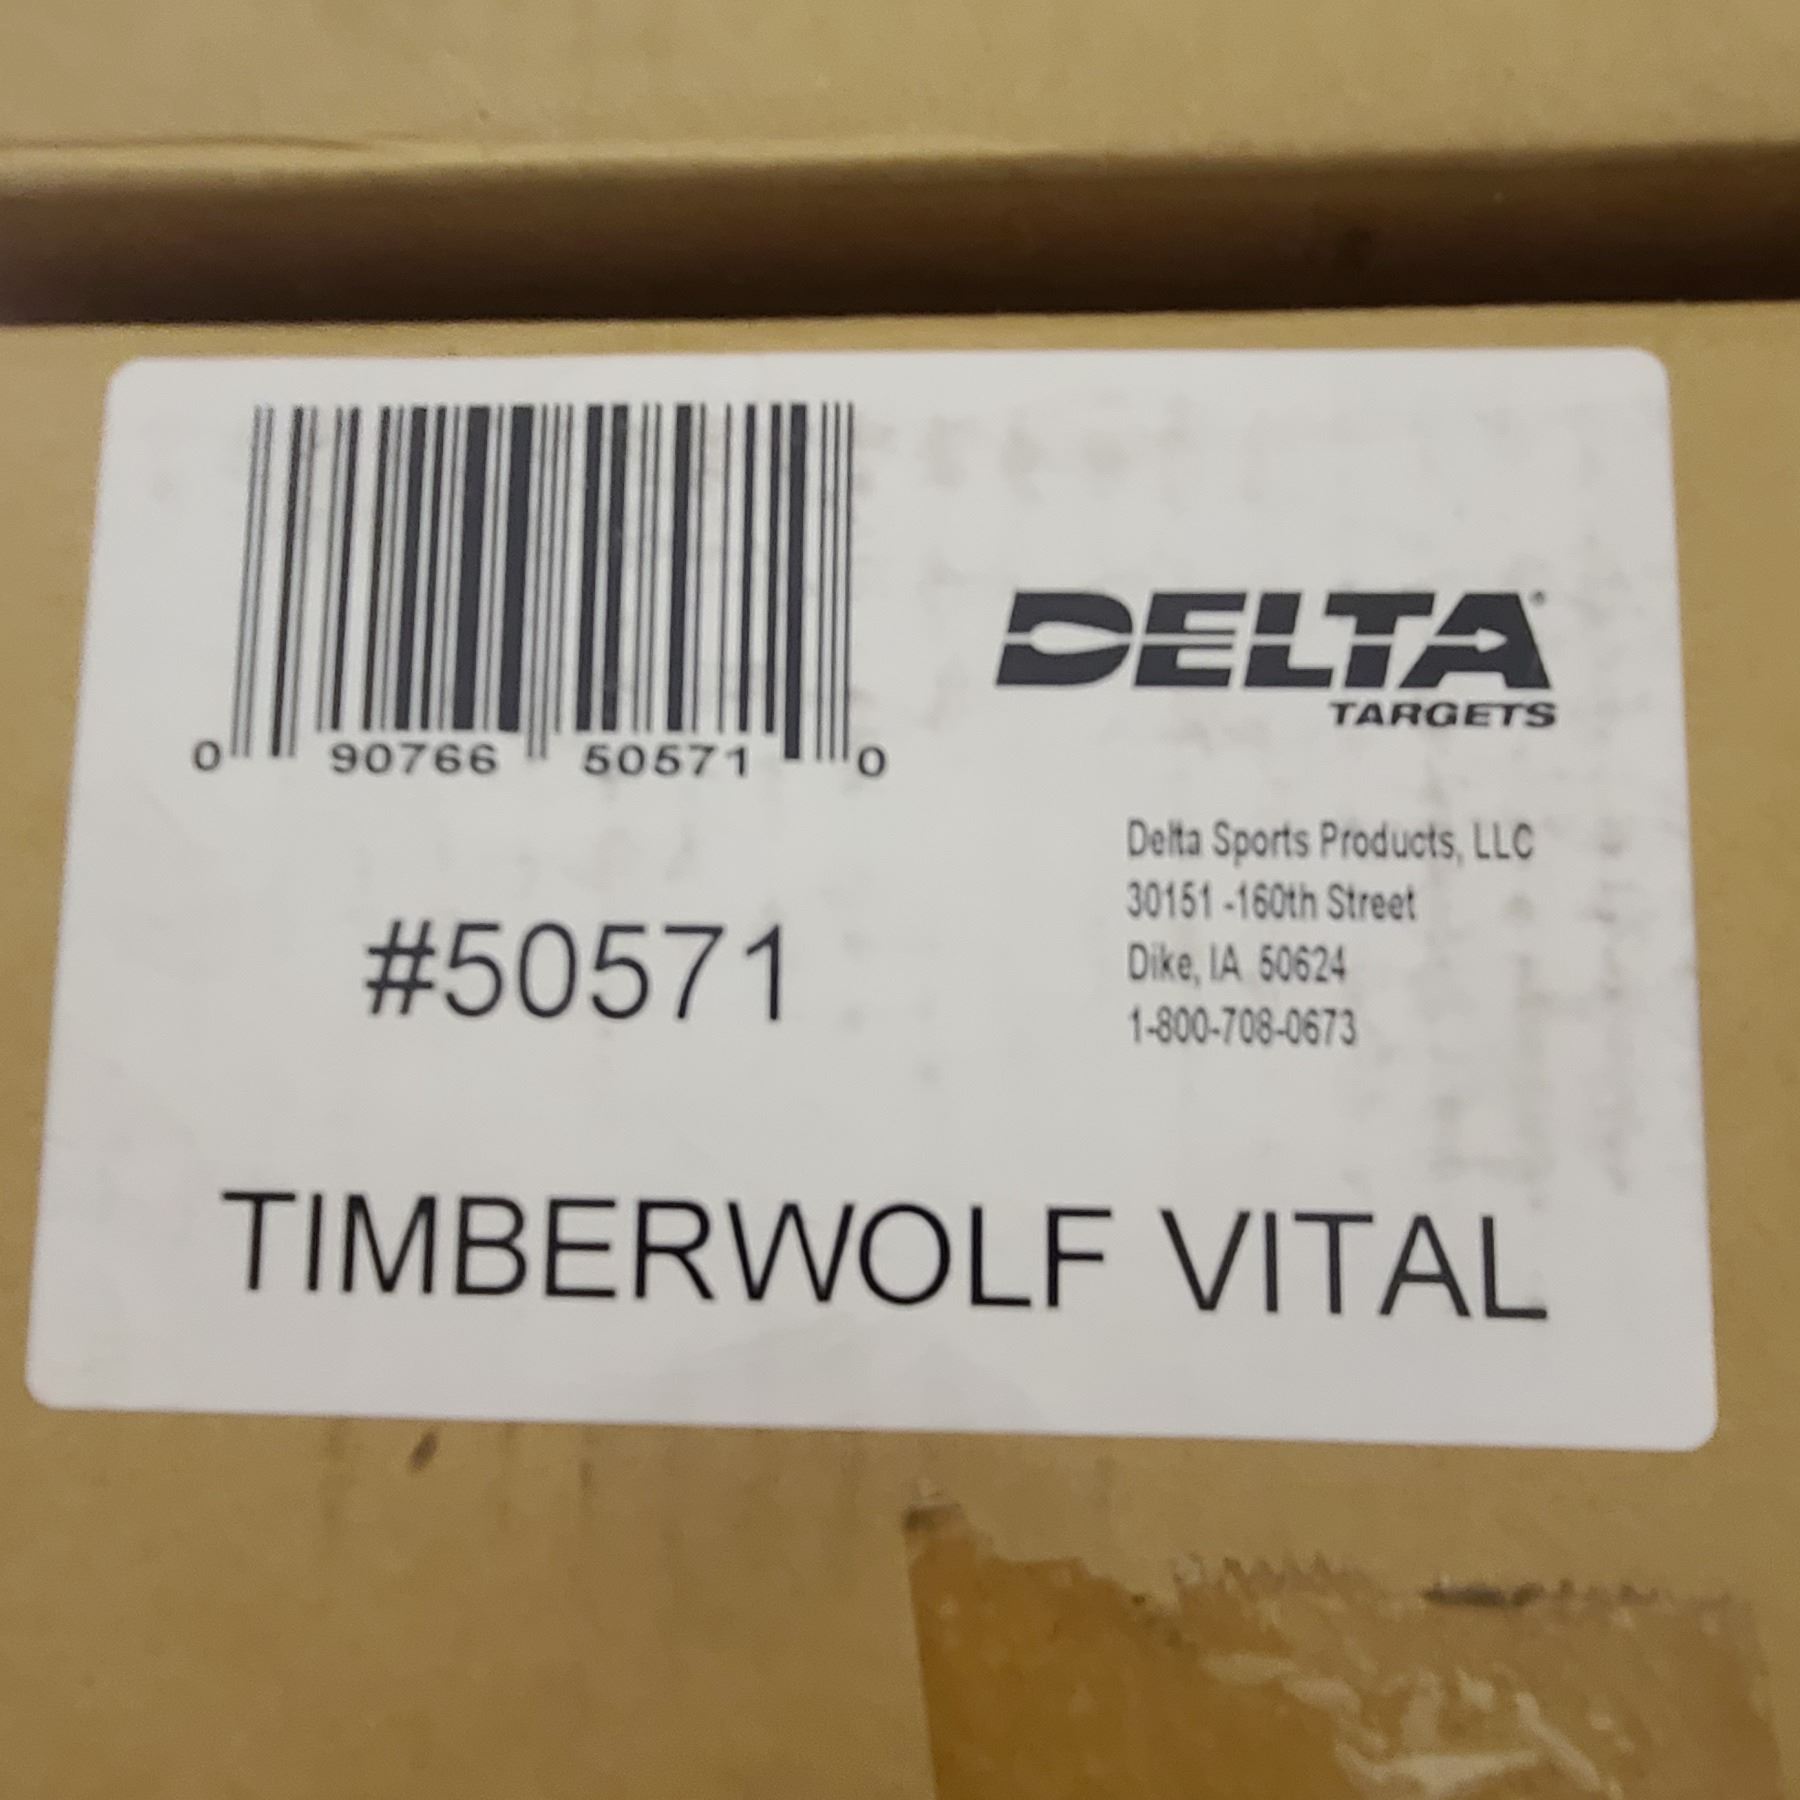 0 90766 50571 0
DELTA®
TARGETS
Delta Sports Products, LLC
30151 -160th Street
Dike, IA 50624
1-800-708-0673
#50571
TIMBERWOLF VITAL